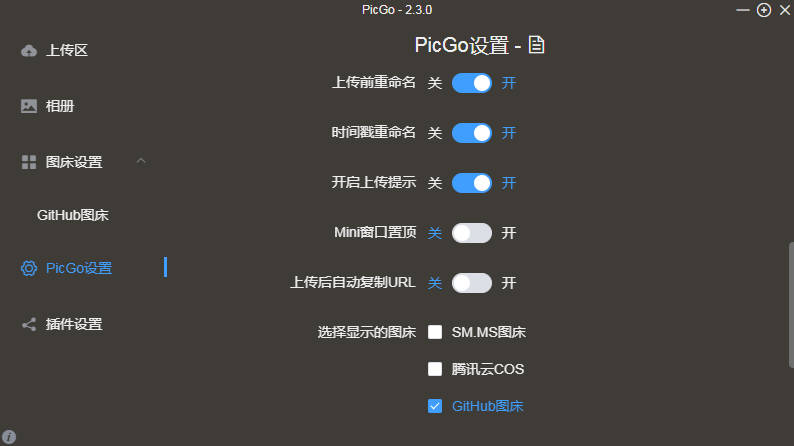 PicGo - 2.3.0
PicGo设置 -
上传区
相册
图床设置
GitHub图床
PicGo设置
插件设置
上传前重命名 关 开
时间戳重命名 关 开
开启上传提示 关 开
Mini窗口置顶 关 开
上传后自动复制URL 关 开
选择显示的图床 SM.MS图床
腾讯云COS
GitHub图床